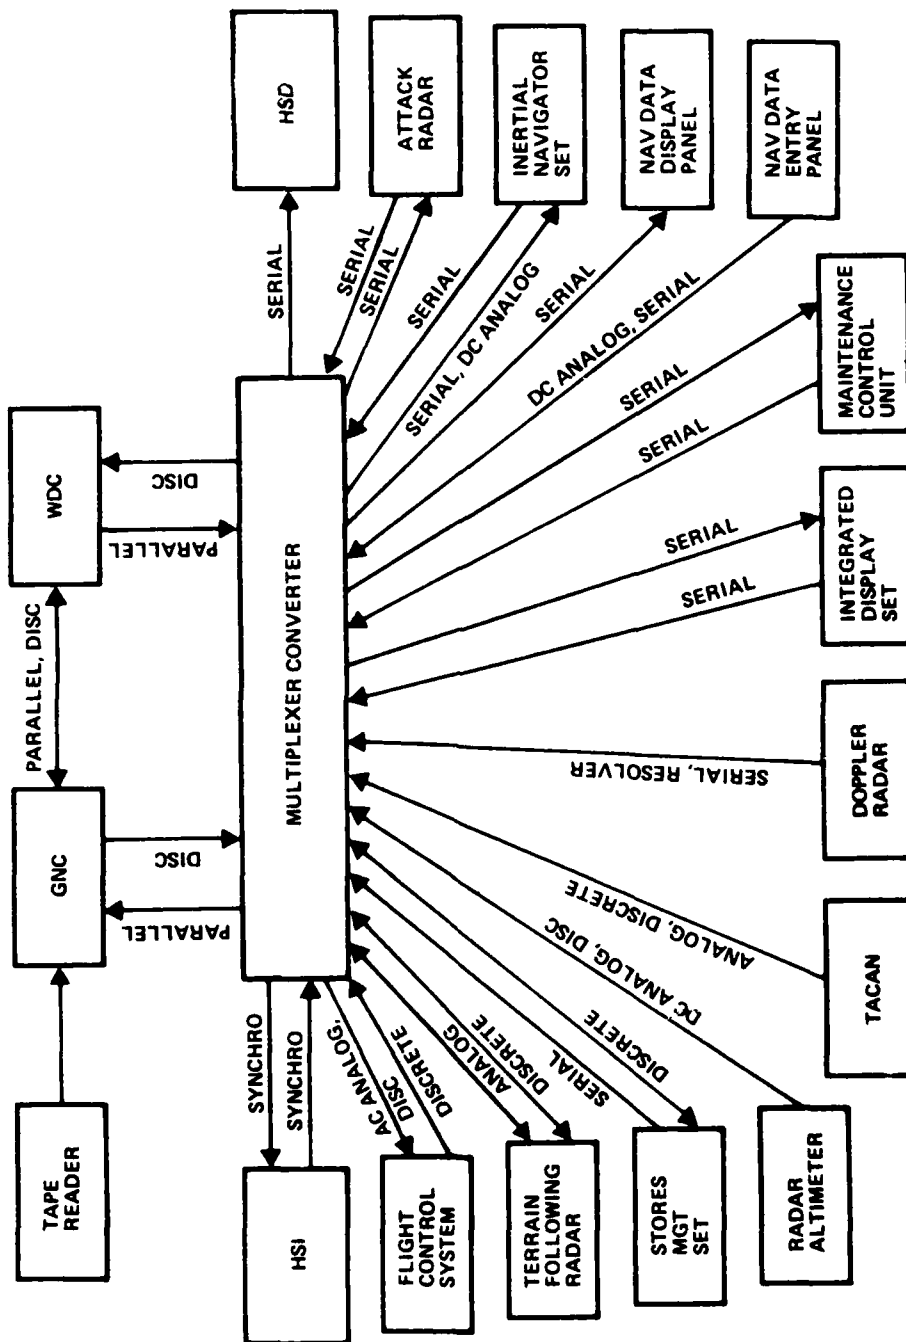 TAPE
READER
GNC
PARALLEL, DISC
WDC
PARALLEL
DISC
PARALLEL
DISC
MULTIPLEXER CONVERTER
HSI
SYNCHRO
SYNCHRO
SERIAL
HSD
FLIGHT
CONTROL
SYSTEM
AC ANALOG,
DISC
DISCRETE
SERIAL
SERIAL
ATTACK
RADAR
TERRAIN
FOLLOWING
RADAR
ANALOG
DISCRETE
SERIAL
SERIAL, DC ANALOG
INERTIAL
NAVIGATOR
SET
STORES
MGT
SET
SERIAL
DISCRETE
SERIAL
NAV DATA
DISPLAY
PANEL
RADAR
ALTIMETER
DC ANALOG, DISC
DC ANALOG, SERIAL
NAV DATA
ENTRY
PANEL
TACAN
ANALOG, DISCRETE
DOPPLER
RADAR
SERIAL, RESOLVER
INTEGRATED
DISPLAY
SET
SERIAL
SERIAL
MAINTENANCE
CONTROL
UNIT
SERIAL
SERIAL